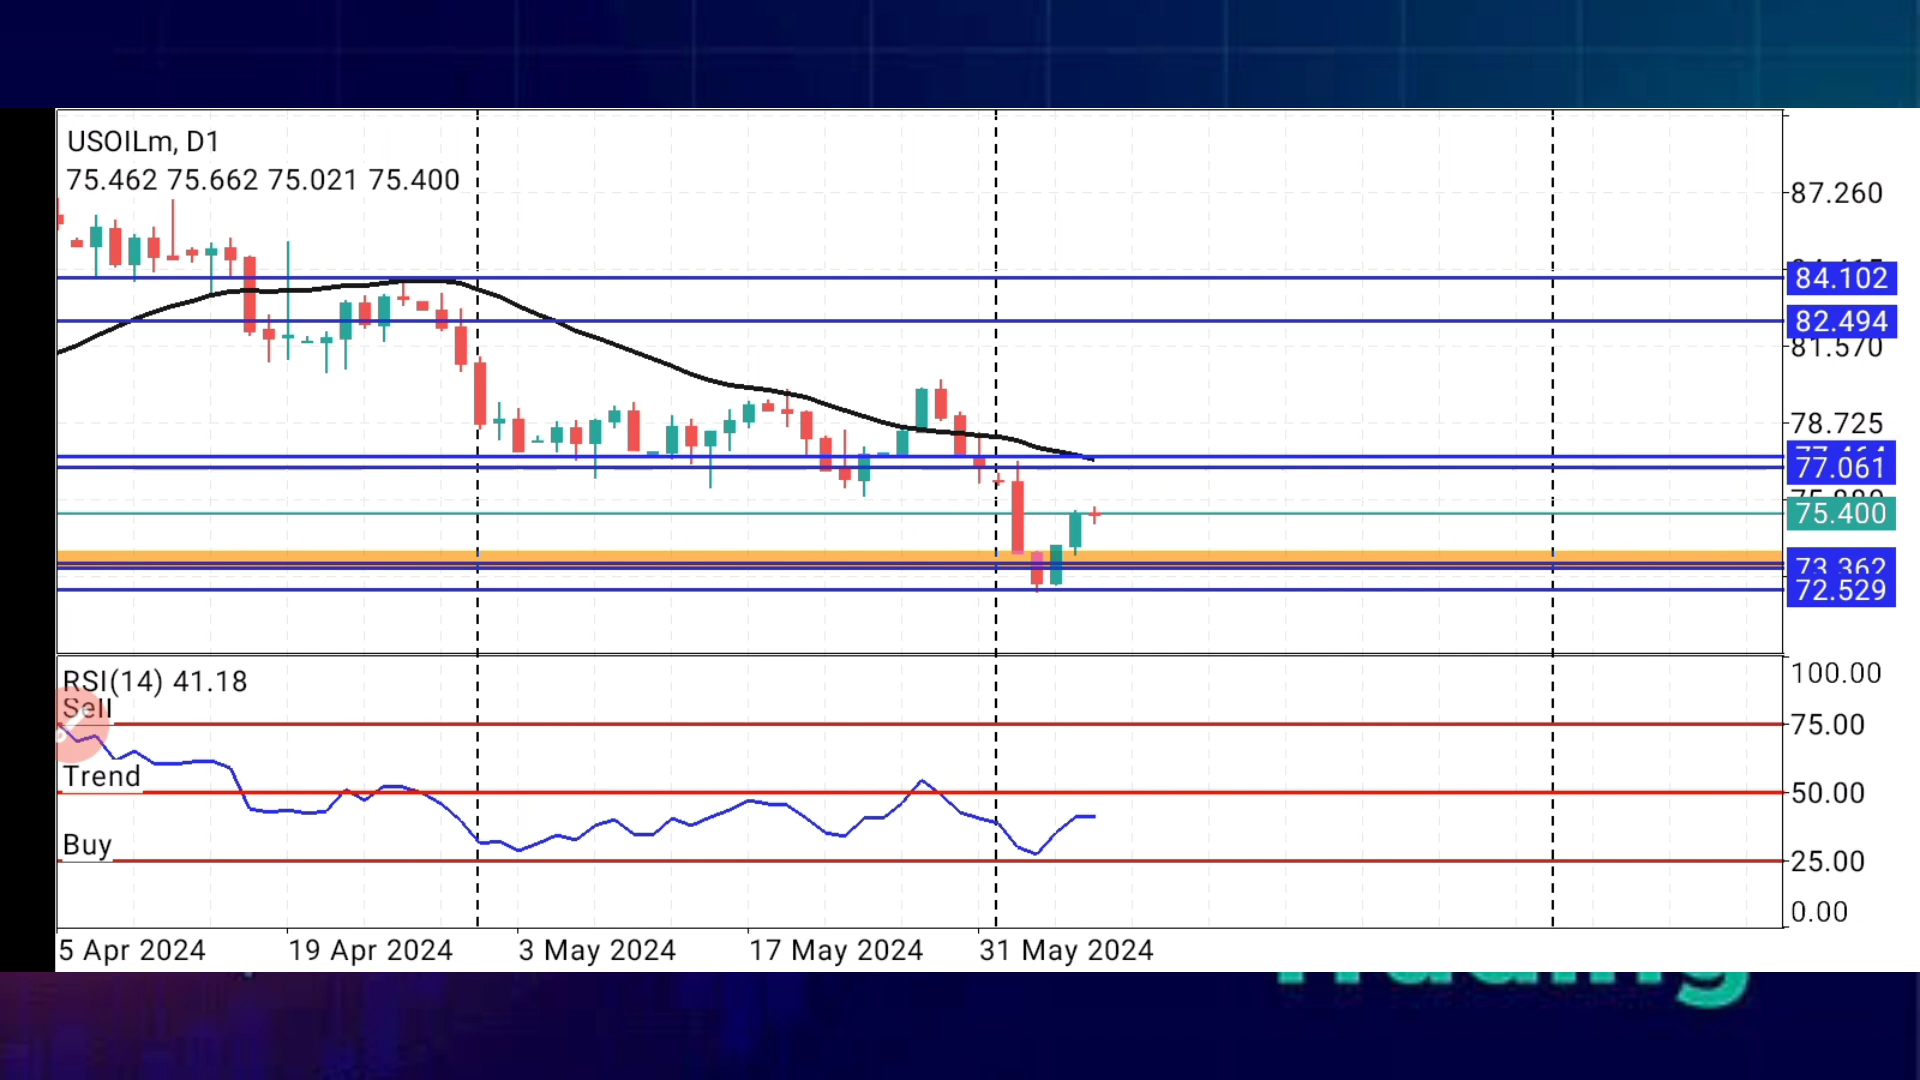 USOILm, D1
75.462 75.662 75.021 75.400
87.260
84.102
82.494
81.570
78.725
77.061
75.400
73.362
72.529
RSI(14) 41.18
Sell
Trend
Buy
100.00
75.00
50.00
25.00
0.00
5 Apr 2024 19 Apr 2024 3 May 2024 17 May 2024 31 May 2024